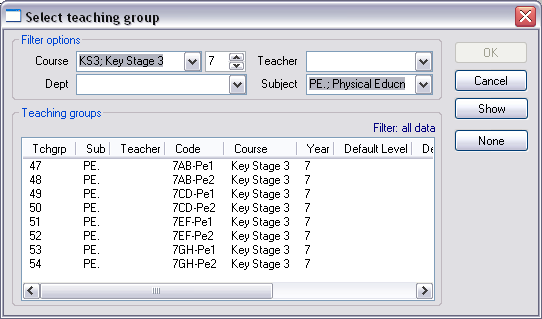 Select teaching group
Filter options
Course KS3; Key Stage 3 7 Teacher
Dept Subject PE.; Physical Educn
OK
Cancel
Show
None
Teaching groups
Filter: all data
Tchgrp Sub Teacher Code Course Year Default Level De
47 PE. 7AB-Pe1 Key Stage 3 7
48 PE. 7AB-Pe2 Key Stage 3 7
49 PE. 7CD-Pe1 Key Stage 3 7
50 PE. 7CD-Pe2 Key Stage 3 7
51 PE. 7EF-Pe1 Key Stage 3 7
52 PE. 7EF-Pe2 Key Stage 3 7
53 PE. 7GH-Pe1 Key Stage 3 7
54 PE. 7GH-Pe2 Key Stage 3 7